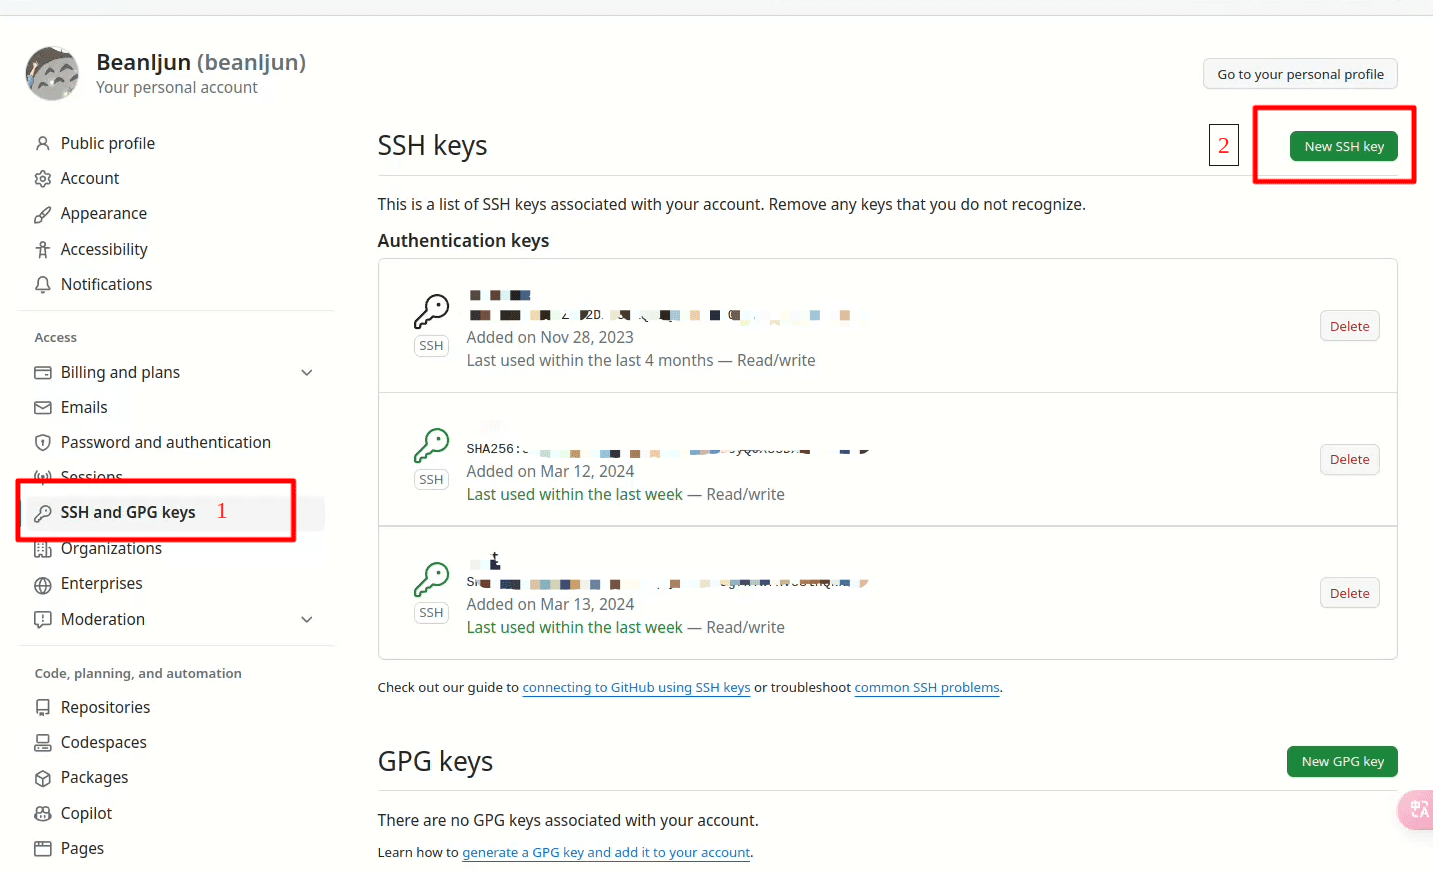 Beanljun (beanljun)
Your personal account
Go to your personal profile
Public profile
Account
Appearance
Accessibility
Notifications
Access
Billing and plans
Emails
Password and authentication
Sessions
SSH and GPG keys 1
Organizations
Enterprises
Moderation
Code, planning, and automation
Repositories
Codespaces
Packages
Copilot
Pages
SSH keys
2
New SSH key
This is a list of SSH keys associated with your account. Remove any keys that you do not recognize.
Authentication keys
SSH
Added on Nov 28, 2023
Last used within the last 4 months — Read/write
Delete
SSH
SHA256:
Added on Mar 12, 2024
Last used within the last week — Read/write
Delete
SSH
Added on Mar 13, 2024
Last used within the last week — Read/write
Delete
Check out our guide to connecting to GitHub using SSH keys or troubleshoot common SSH problems.
GPG keys
New GPG key
There are no GPG keys associated with your account.
Learn how to generate a GPG key and add it to your account.